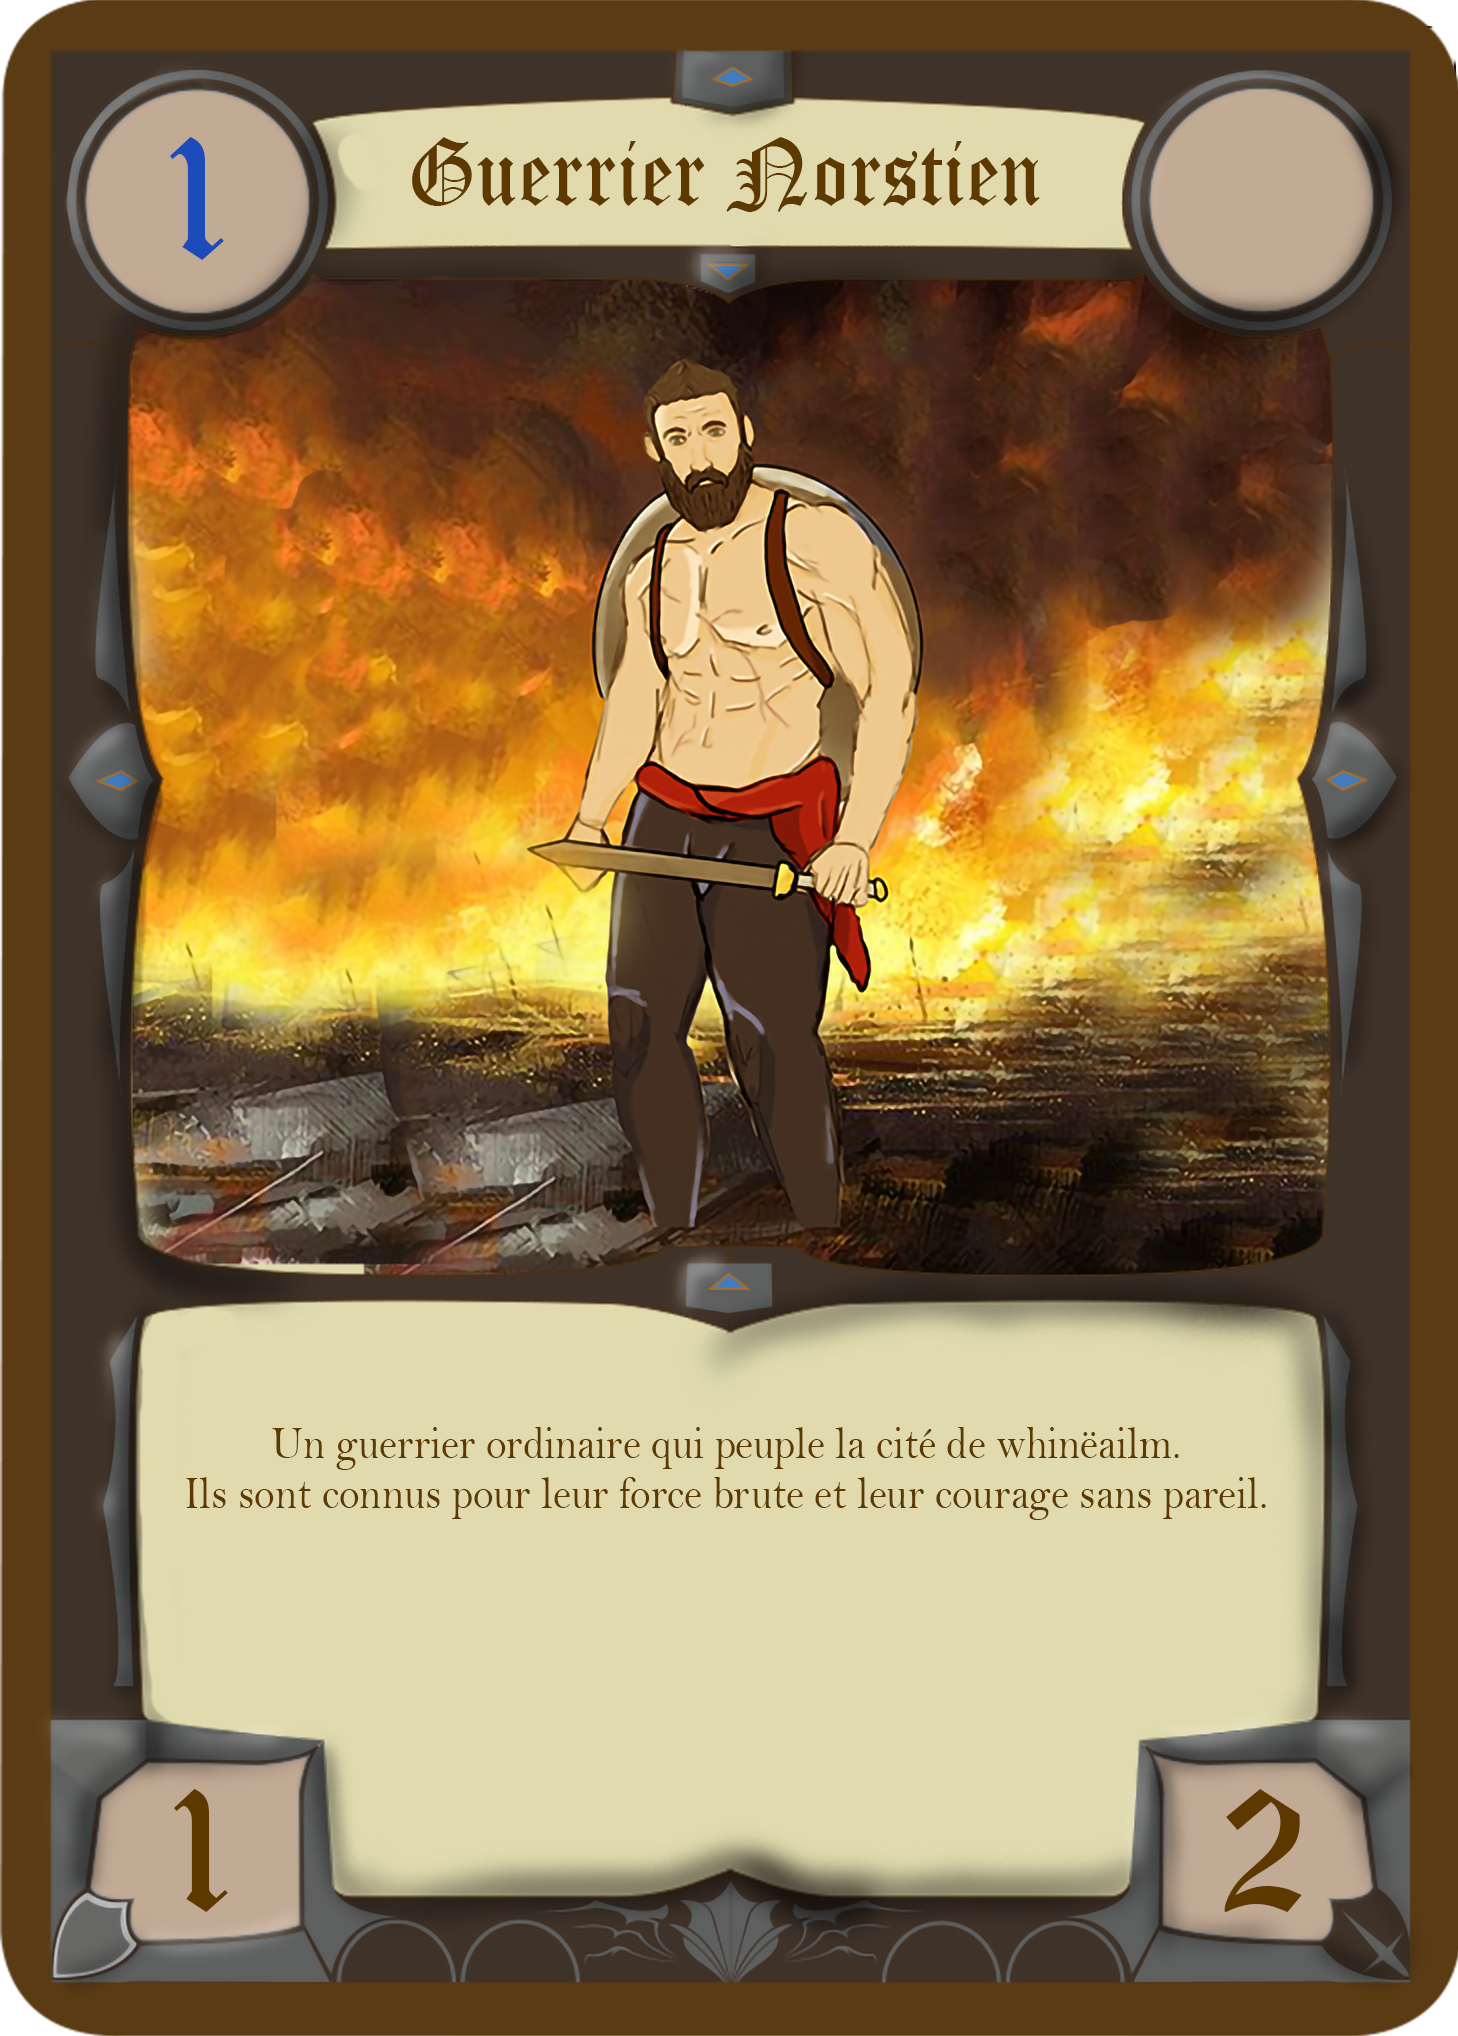 1
Guerrier Norstien
Un guerrier ordinaire qui peuple la cité de whinëailm.
Ils sont connus pour leur force brute et leur courage sans pareil.
1
2